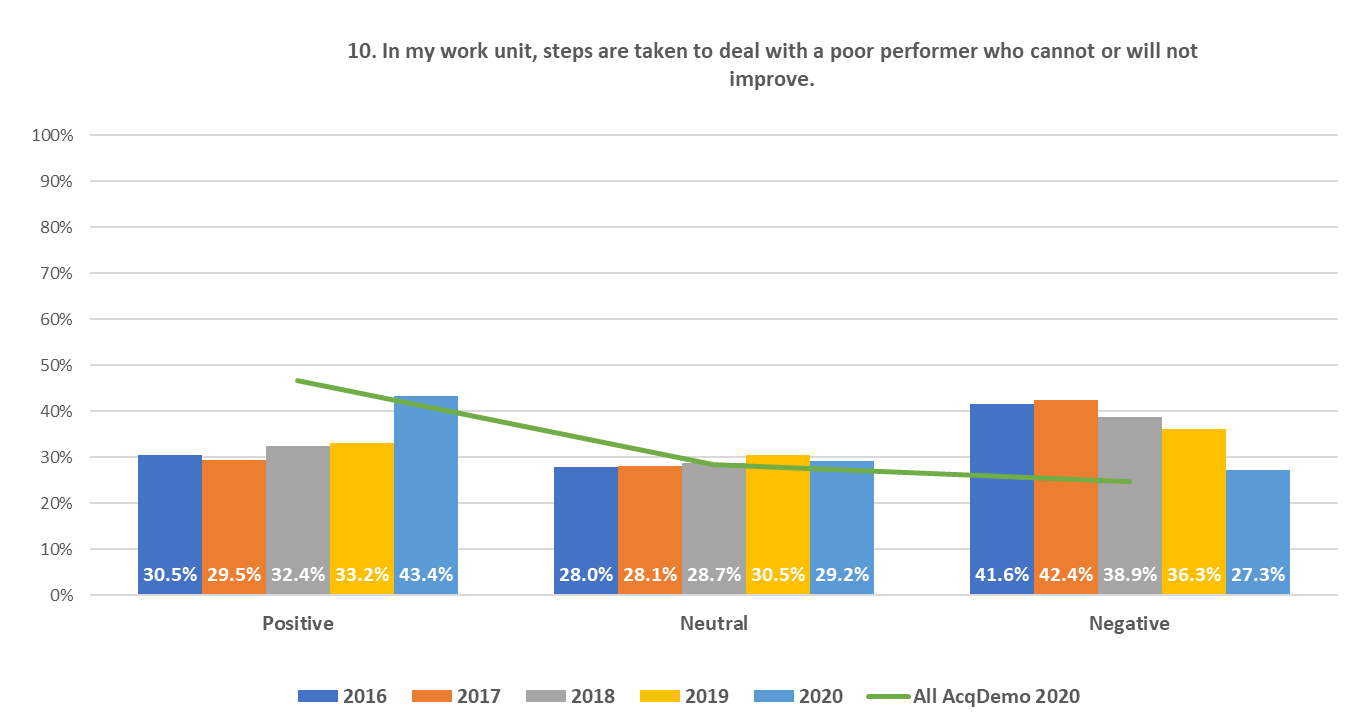 10. In my work unit, steps are taken to deal with a poor performer who cannot or will not
improve.
100%
90%
80%
70%
60%
50%
40%
30%
20%
10%
0%
30.5% 29.5% 32.4% 33.2% 43.4% 28.0% 28.1% 28.7% 30.5% 29.2% 41.6% 42.4% 38.9% 36.3% 27.3%
Positive Neutral Negative
2016 2017 2018 2019 2020 All AcqDemo 2020